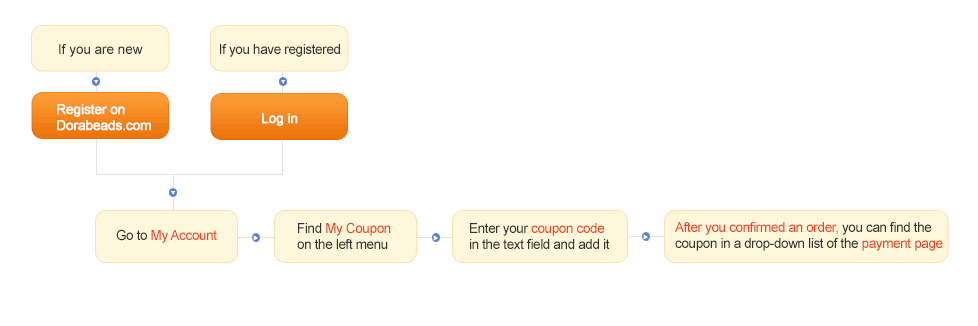 If you are new
If you have registered
Register on
Dorabeads.com
Log in
Go to My Account
Find My Coupon
on the left menu
Enter your coupon code
in the text field and add it
After you confirmed an order, you can find the
coupon in a drop-down list of the payment page